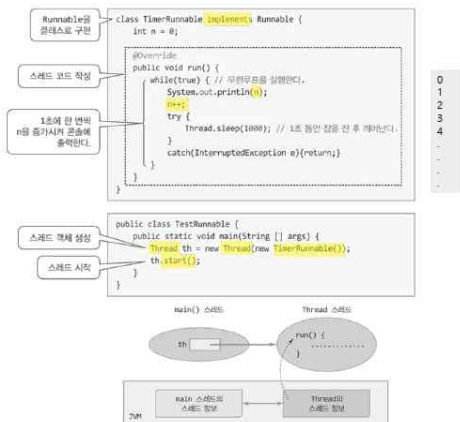 Runnable을
클래스로 구현
class TimerRunnable implements Runnable {
int n = 0;
@Override
스레드 코드 작성
public void run() {
while(true) { // 무한루프를 실행한다.
System.out.println(n);
n++;
1초에 한 번씩
n을 증가시켜 콘솔에
출력한다.
try {
Thread.sleep(1000); // 1초 동안 잠을 잔 후 깨어난다.
}
catch(InterruptedException e){return;}
}
}
}
0
1
2
3
4
.
.
.
.
public class TestRunnable {
public static void main(String [] args) {
스레드 객체 생성
Thread th = new Thread(new TimerRunnable());
스레드 시작
th.start();
}
}
main() 스레드
Thread 스레드
th
run() {
..............
}
main 스레드의
스레드 정보
Thread의
스레드 정보
JVM